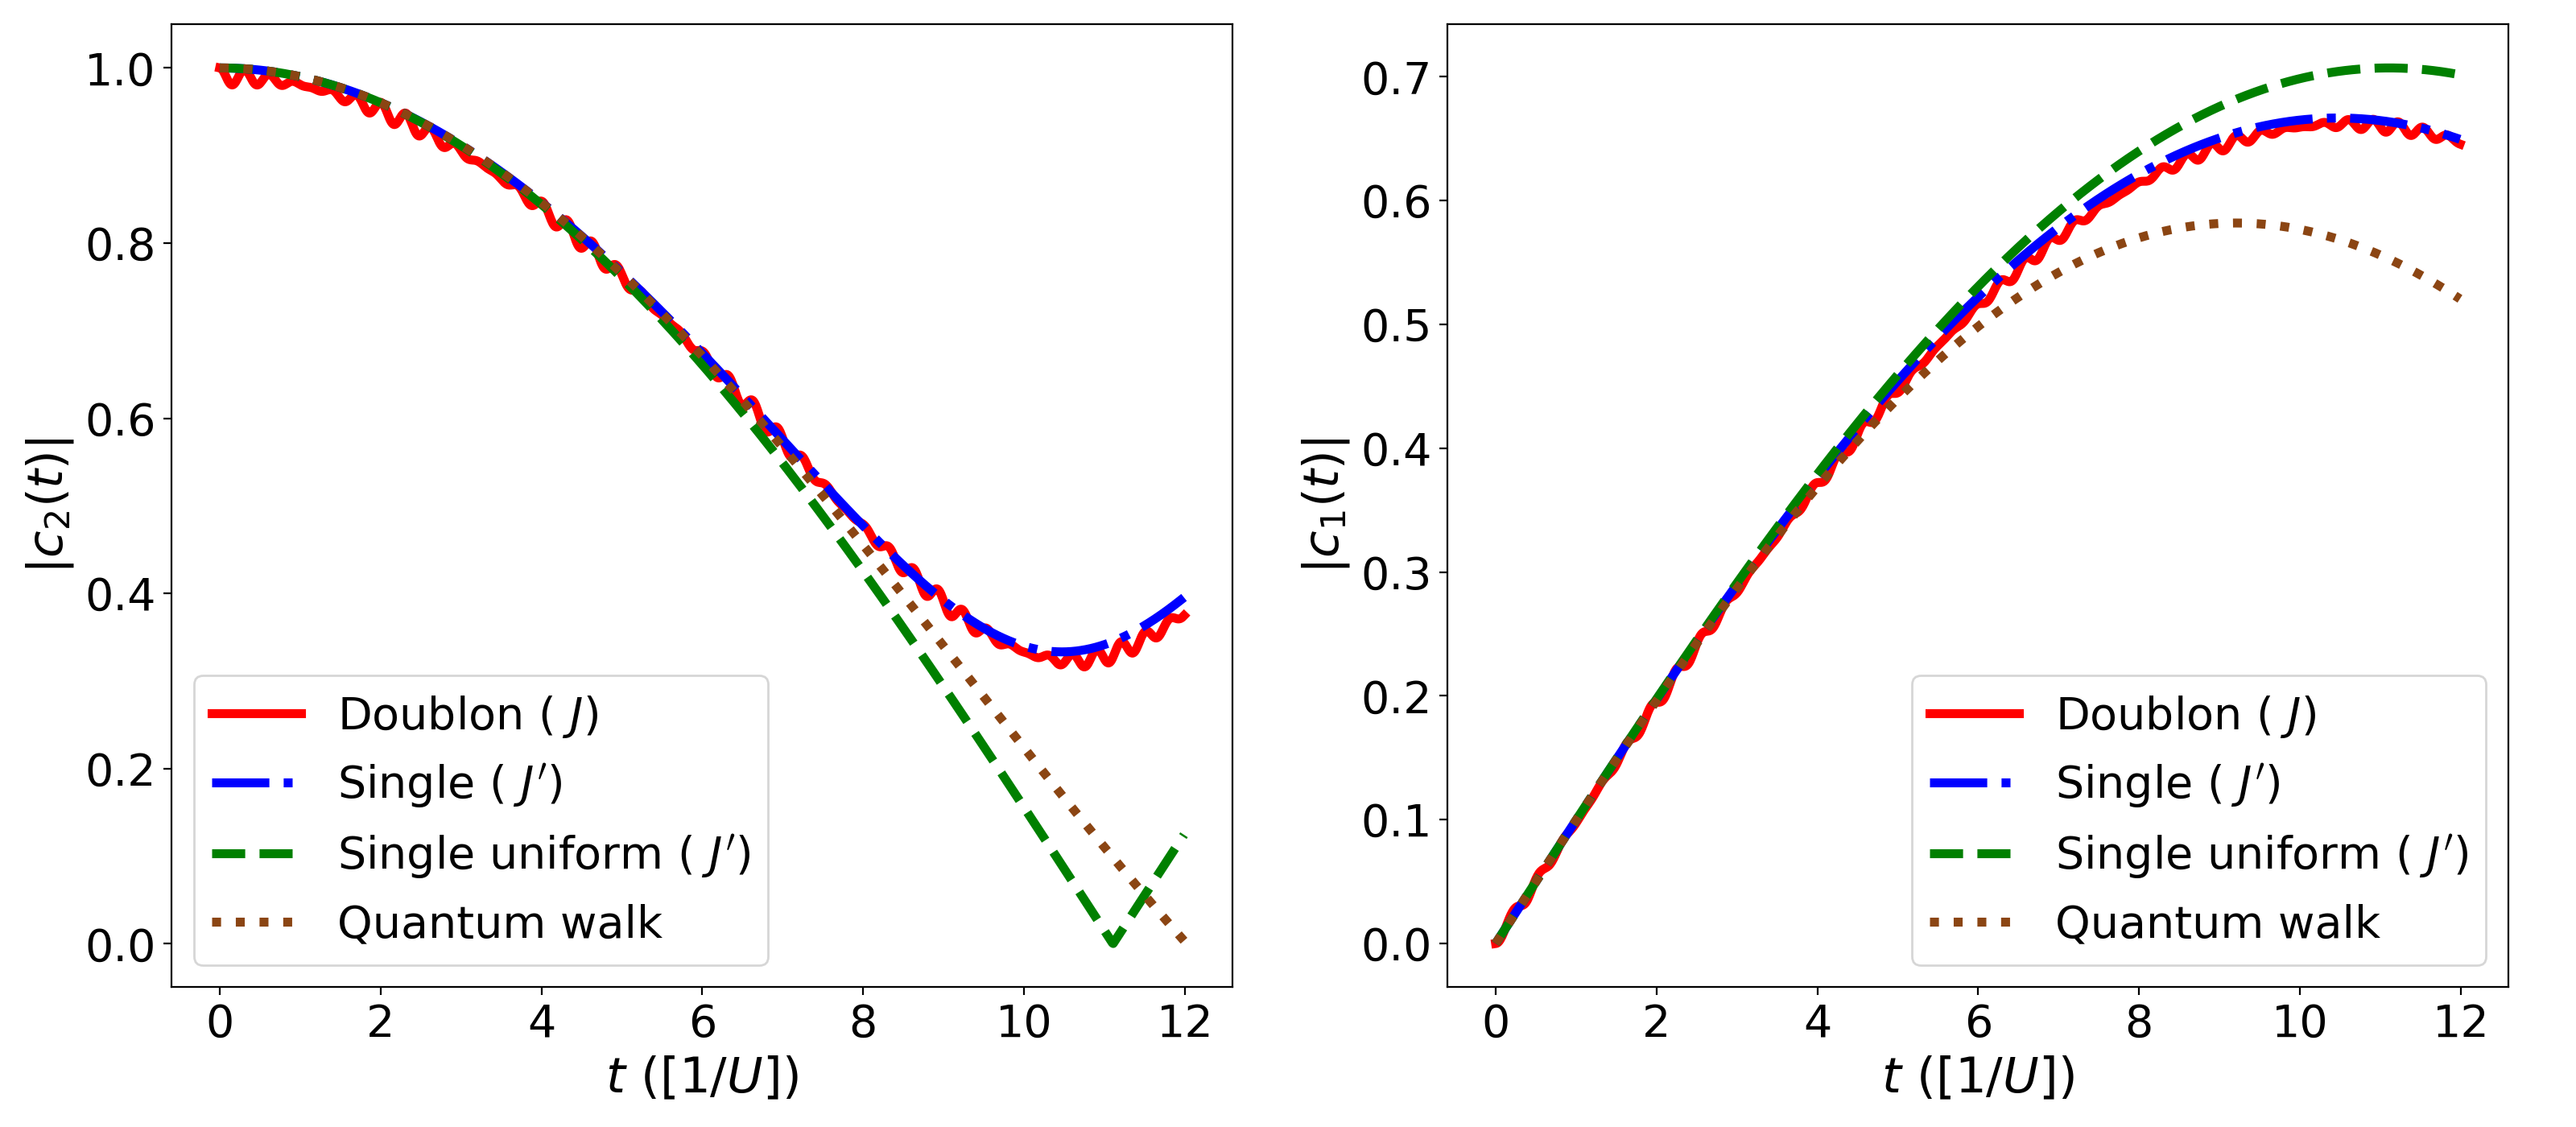 |c₂(t)|
1.0
0.8
0.6
0.4
0.2
0.0
Doublon ( J)
Single ( J′)
Single uniform ( J′)
Quantum walk
0 2 4 6 8 10 12
t ([1/U])
|c₁(t)|
0.7
0.6
0.5
0.4
0.3
0.2
0.1
0.0
Doublon ( J)
Single ( J′)
Single uniform ( J′)
Quantum walk
0 2 4 6 8 10 12
t ([1/U])